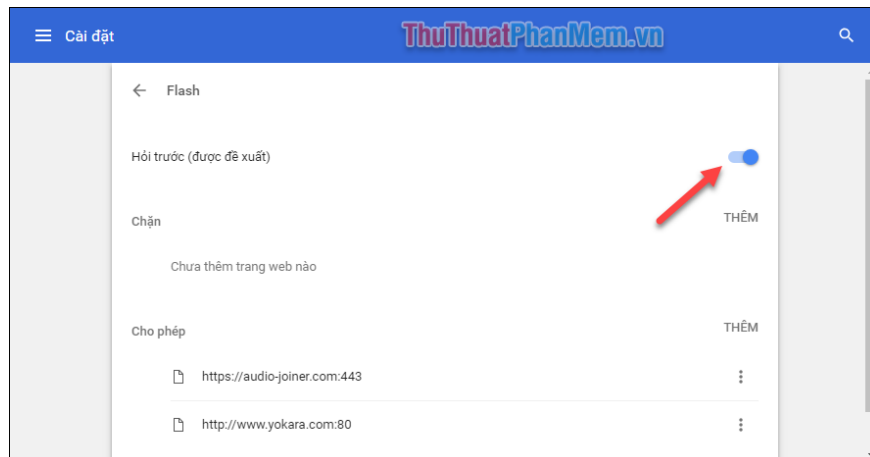 Cài đặt
ThuThuatPhanMem.vn
Flash
Hỏi trước (được đề xuất)
Chặn
THÊM
Chưa thêm trang web nào
Cho phép
THÊM
https://audio-joiner.com:443
http://www.yokara.com:80